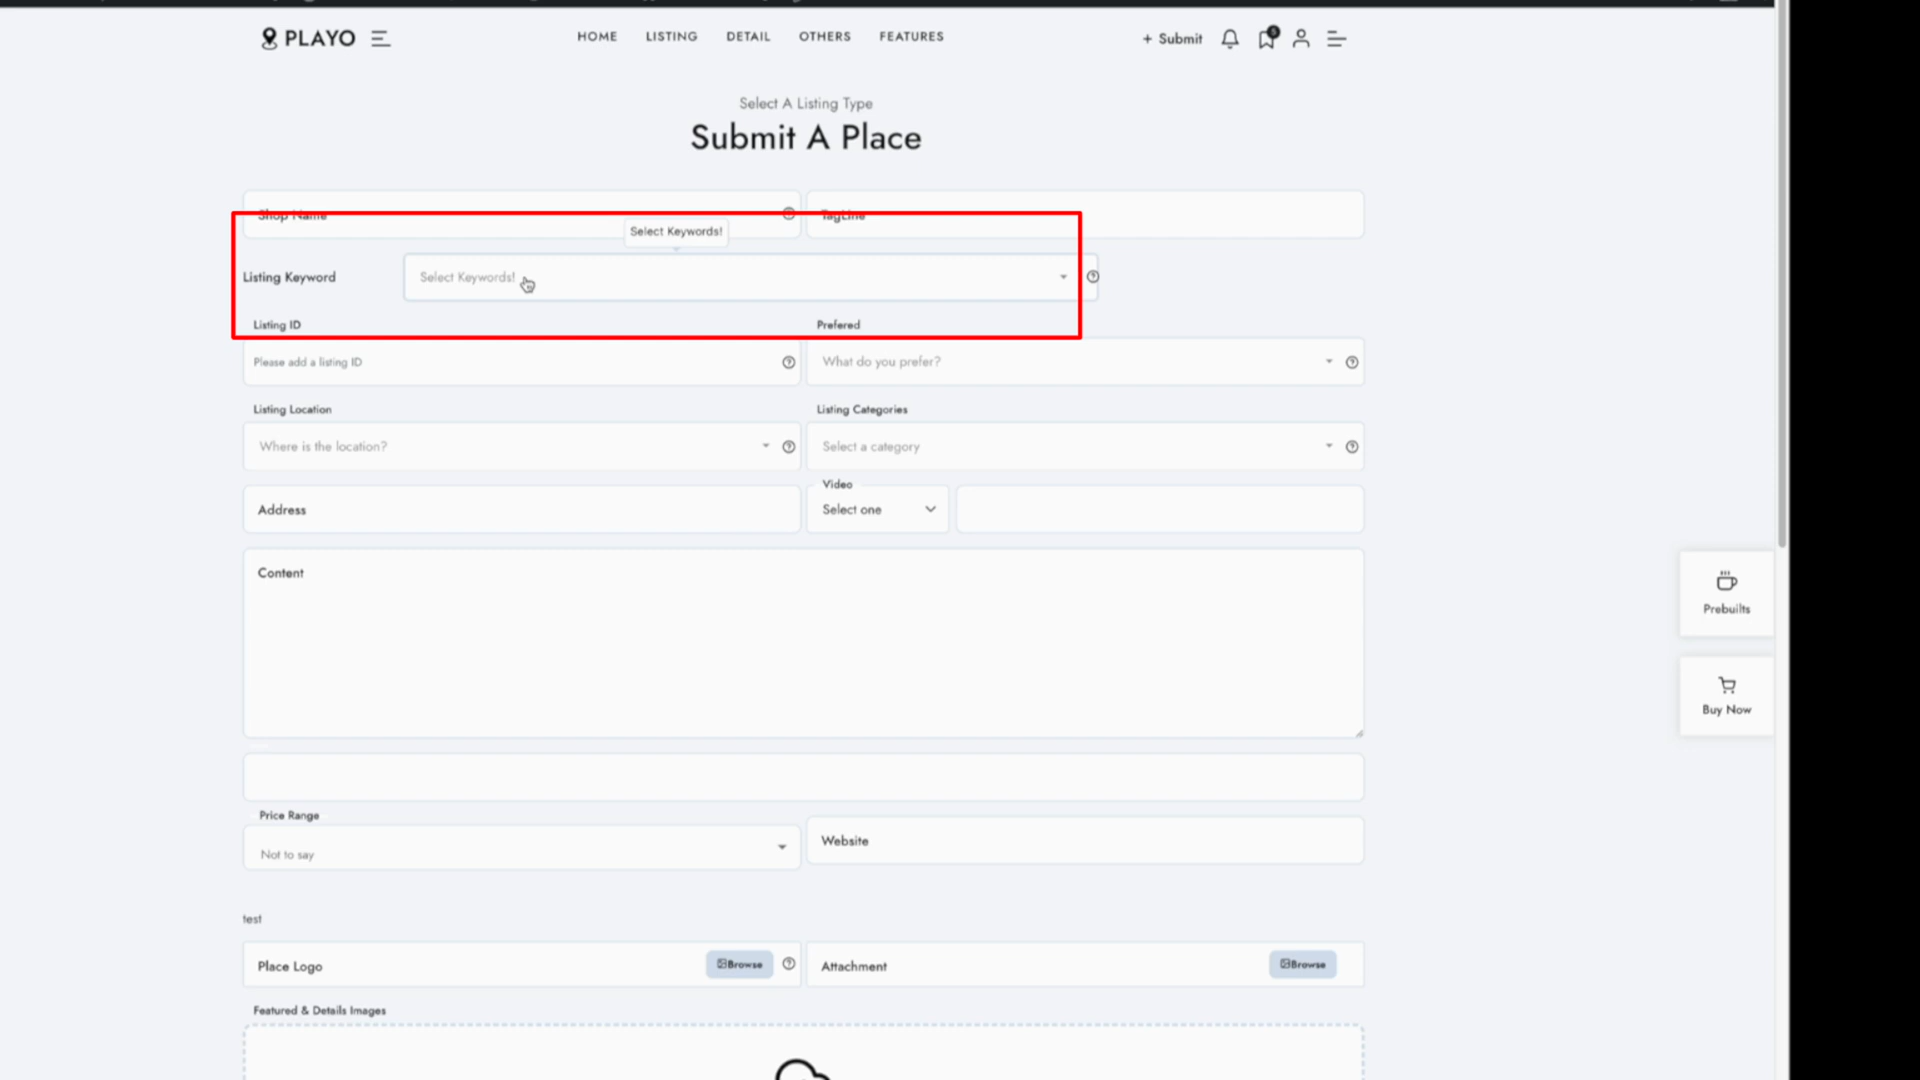 PLAYO
HOME LISTING DETAIL OTHERS FEATURES
+ Submit
Select A Listing Type
Submit A Place
Shop Name
TagLine
Select Keywords!
Listing Keyword
Select Keywords!
Listing ID
Prefered
Please add a listing ID
What do you prefer?
Listing Location
Listing Categories
Where is the location?
Select a category
Video
Address
Select one
Content
Prebuilts
Buy Now
Price Range
Website
Not to say
test
Place Logo
Browse
Attachment
Browse
Featured & Details Images